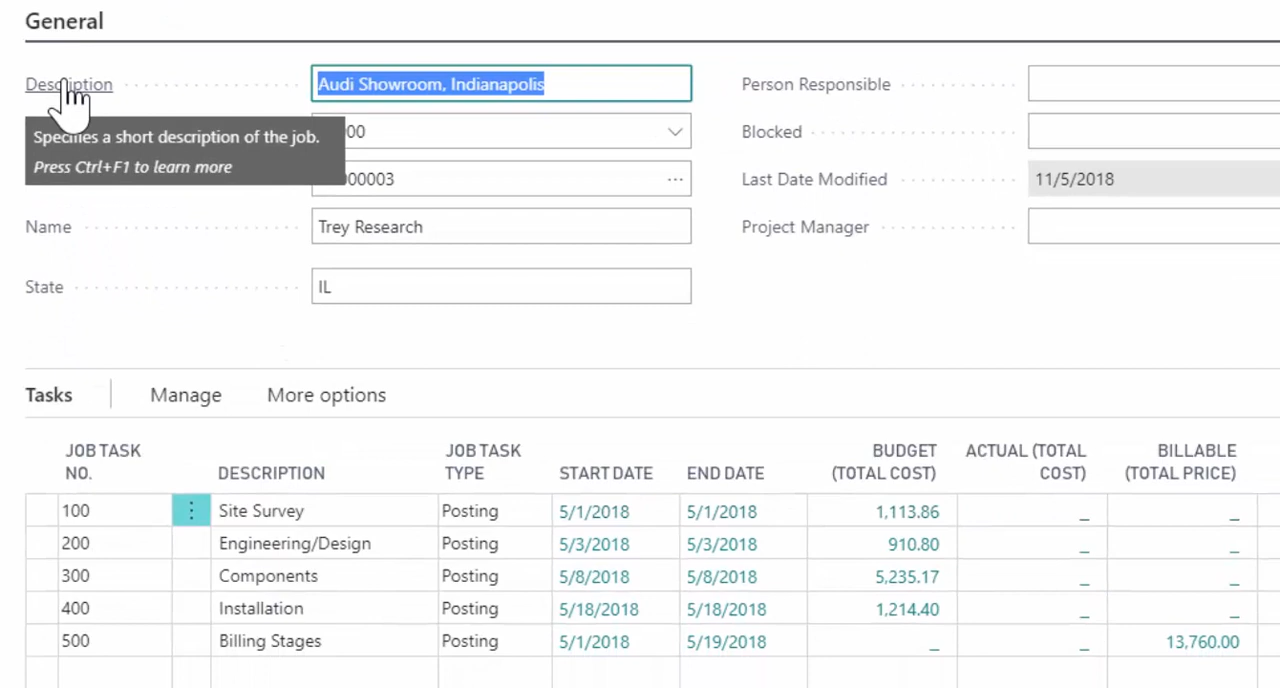 General
Description Audi Showroom, Indianapolis Person Responsible
Specifies a short description of the job.
Press Ctrl+F1 to learn more
00 Blocked
000003 ... Last Date Modified 11/5/2018
Name Trey Research Project Manager
State IL
Tasks Manage More options
JOB TASK NO. DESCRIPTION JOB TASK TYPE START DATE END DATE BUDGET (TOTAL COST) ACTUAL (TOTAL COST) BILLABLE (TOTAL PRICE)
100 Site Survey Posting 5/1/2018 5/1/2018 1,113.86 _ _
200 Engineering/Design Posting 5/3/2018 5/3/2018 910.80 _ _
300 Components Posting 5/8/2018 5/8/2018 5,235.17 _ _
400 Installation Posting 5/18/2018 5/18/2018 1,214.40 _ _
500 Billing Stages Posting 5/1/2018 5/19/2018 _ _ 13,760.00